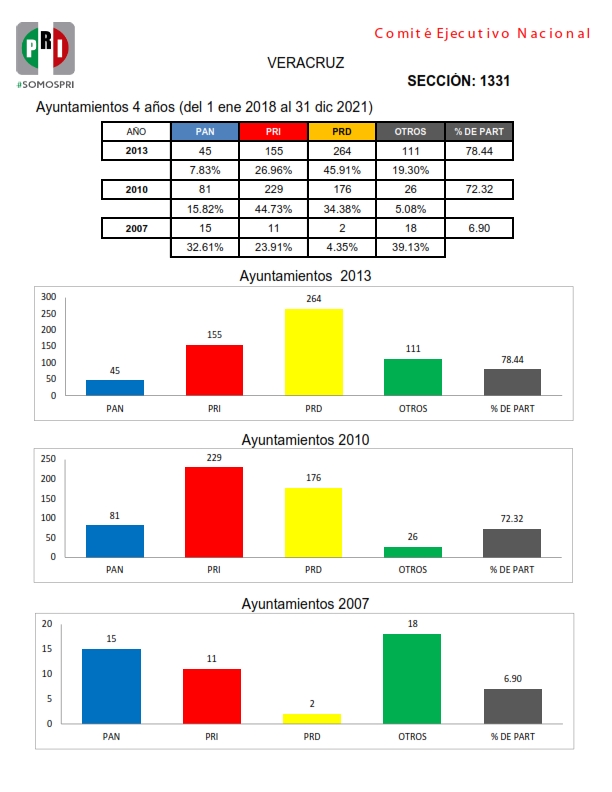 Comité Ejecutivo Nacional
PRI
#SOMOSPRI
VERACRUZ
SECCIÓN: 1331
Ayuntamientos 4 años (del 1 ene 2018 al 31 dic 2021)
AÑO PAN PRI PRD OTROS % DE PART
2013 45 155 264 111 78.44
7.83% 26.96% 45.91% 19.30%
2010 81 229 176 26 72.32
15.82% 44.73% 34.38% 5.08%
2007 15 11 2 18 6.90
32.61% 23.91% 4.35% 39.13%
Ayuntamientos 2013
300
250
200
150
100
50
0
45 155 264 111 78.44
PAN PRI PRD OTROS % DE PART
Ayuntamientos 2010
250
200
150
100
50
0
81 229 176 26 72.32
PAN PRI PRD OTROS % DE PART
Ayuntamientos 2007
20
15
10
5
0
15 11 2 18 6.90
PAN PRI PRD OTROS % DE PART